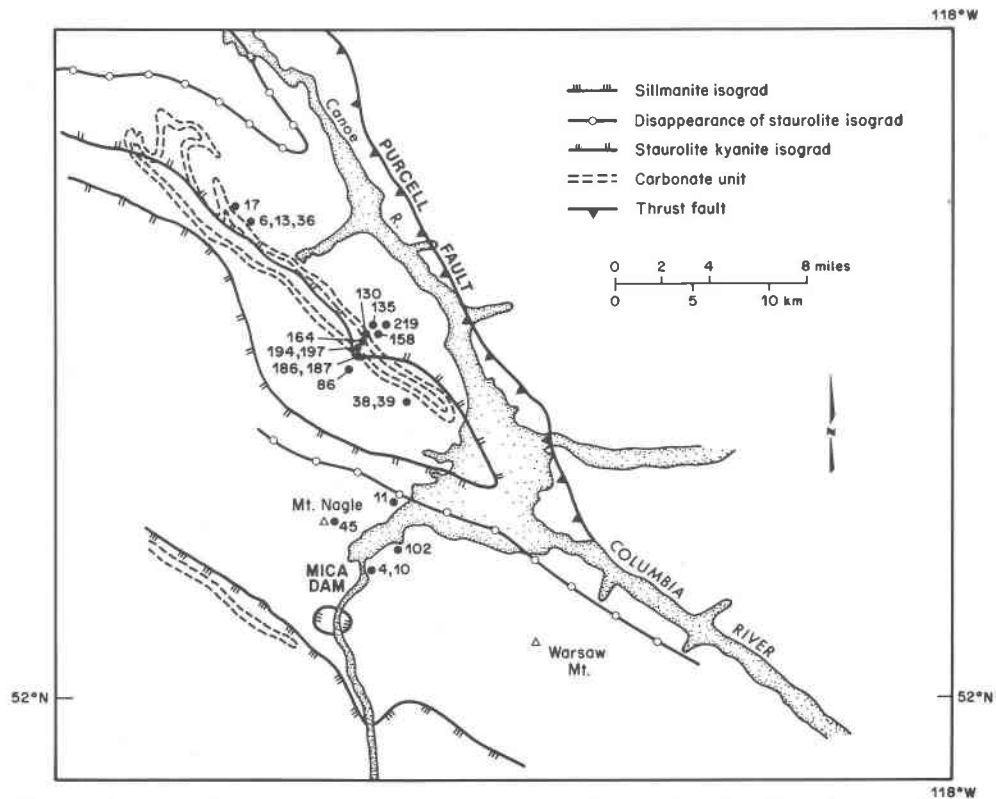 118°W
Sillmanite isograd
Disappearance of staurolite isograd
Staurolite kyanite isograd
Carbonate unit
Thrust fault
0 2 4 8 miles
0 5 10 km
Canoe
R.
PURCELL
FAULT
17
6,13,36
130
135
219
164
158
194,197
186,187
86
38,39
N
11
Mt. Nagle
45
102
MICA
DAM
4,10
COLUMBIA
RIVER
Warsaw
Mt.
52°N
52°N
118°W